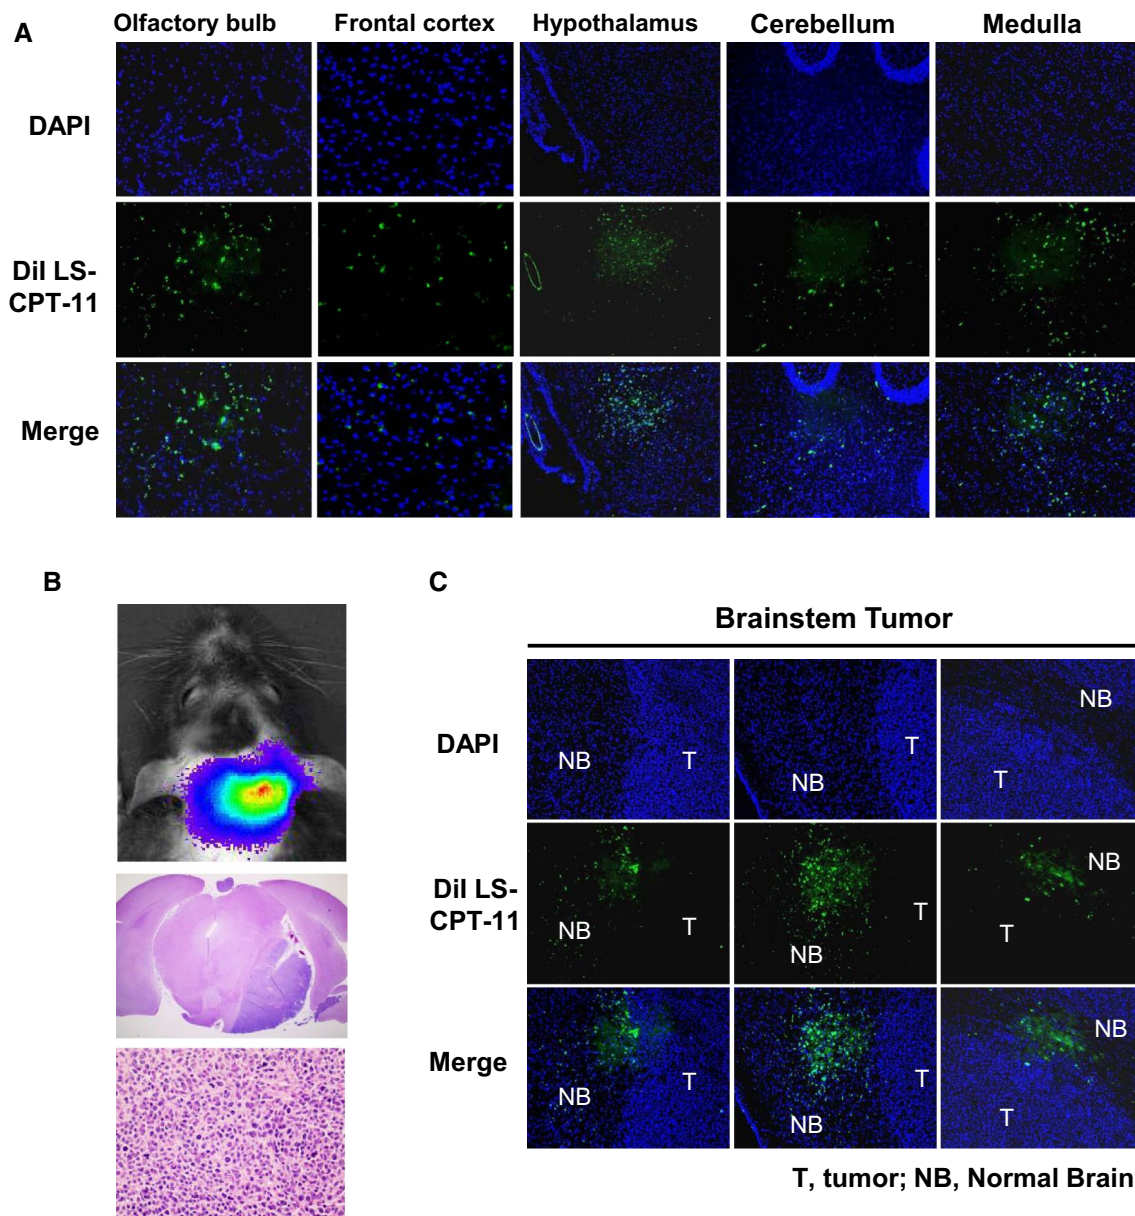 A
Olfactory bulb
Frontal cortex
Hypothalamus
Cerebellum
Medulla
DAPI
DiI LS-
CPT-11
Merge
B
C
Brainstem Tumor
DAPI
NB
T
NB
T
NB
T
DiI LS-
CPT-11
NB
T
NB
T
NB
T
Merge
NB
T
NB
T
NB
T
T, tumor; NB, Normal Brain